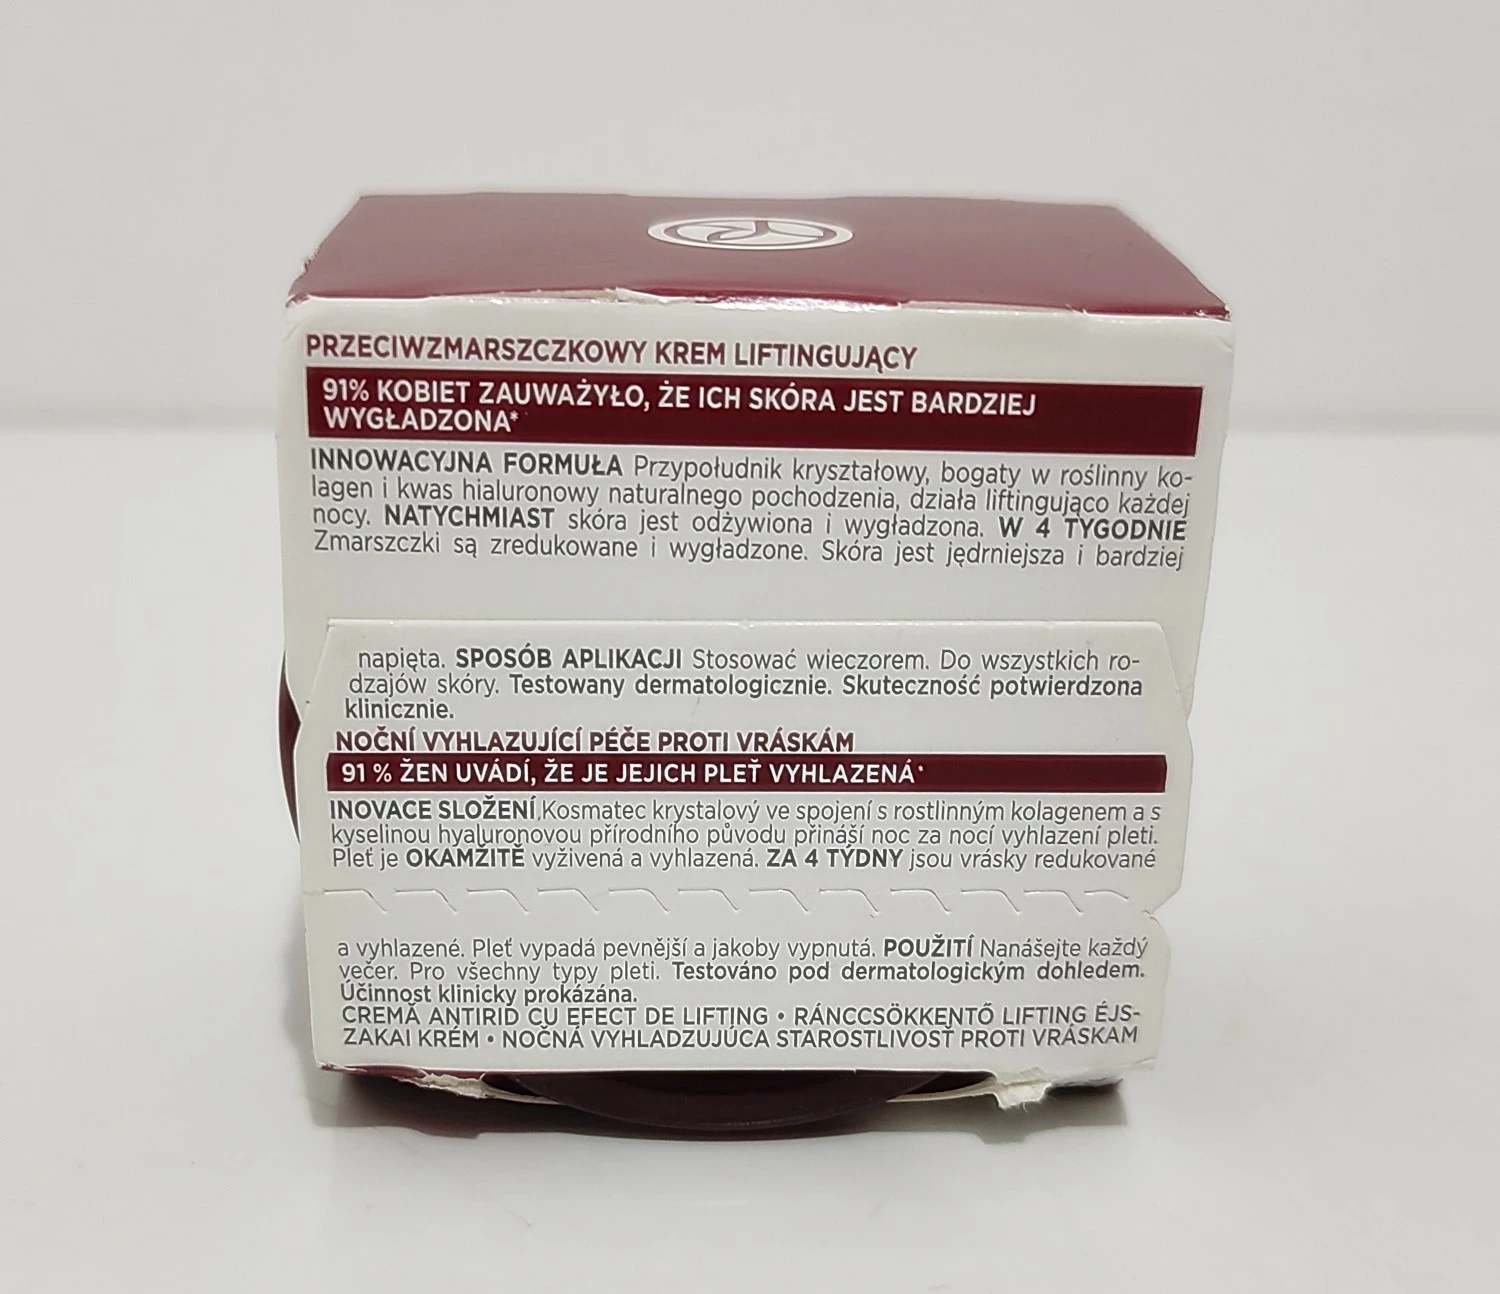 PRZECIWZMARSZCZKOWY KREM LIFTINGUJĄCY
91% KOBIET ZAUWAŻYŁO, ŻE ICH SKÓRA JEST BARDZIEJ
WYGŁADZONA*
INNOWACYJNA FORMUŁA Przypołudnik kryształowy, bogaty w roślinny ko-
lagen i kwas hialuronowy naturalnego pochodzenia, działa liftingująco każdej
nocy. NATYCHMIAST skóra jest odżywiona i wygładzona. W 4 TYGODNIE
Zmarszczki są zredukowane i wygładzone. Skóra jest jędrniejsza i bardziej
napięta. SPOSÓB APLIKACJI Stosować wieczorem. Do wszystkich ro-
dzajów skóry. Testowany dermatologicznie. Skuteczność potwierdzona
klinicznie.
NOČNÍ VYHLAZUJÍCÍ PÉČE PROTI VRÁSKÁM
91 % ŽEN UVÁDÍ, ŽE JE JEJICH PLEŤ VYHLAZENÁ*
INOVACE SLOŽENÍ Kosmatec krystalový ve spojení s rostlinným kolagenem a s
kyselinou hyaluronovou přírodního původu přináší noc za nocí vyhlazení pleti.
Pleť je OKAMŽITĚ vyživená a vyhlazená. ZA 4 TÝDNY jsou vrásky redukované
a vyhlazené. Pleť vypadá pevnější a jakoby vypnutá. POUŽITÍ Nanášejte každý
večer. Pro všechny typy pleti. Testováno pod dermatologickým dohledem.
Účinnost klinicky prokázána.
CREMĂ ANTIRID CU EFECT DE LIFTING • RÁNCCSÖKKENTŐ LIFTING ÉJS-
ZAKAI KRÉM • NOČNÁ VYHLADZUJÚCA STAROSTLIVOSŤ PROTI VRÁSKAM